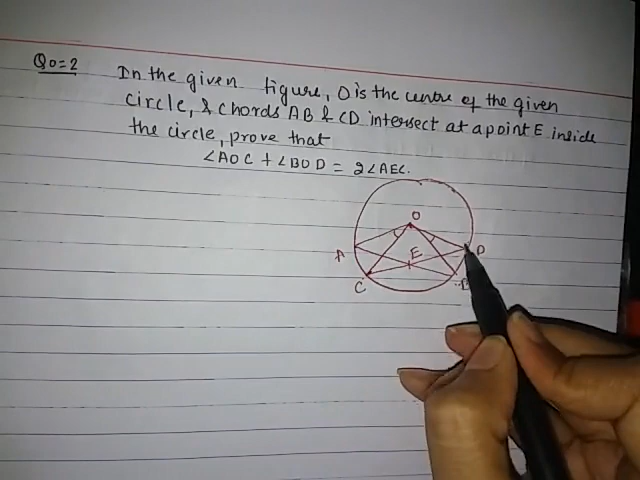 Qo=2 In the given figure, O is the centre of the given
circle, & chords AB & CD intersect at a point E inside
the circle, prove that
∠AOC + ∠BOD = 2∠AEC.
O
A
E
D
C
B